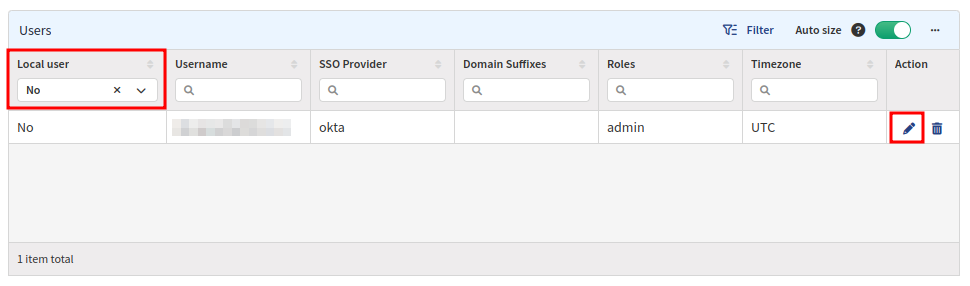 Users Filter Auto size ? ...
Local user Username SSO Provider Domain Suffixes Roles Timezone Action
No
No okta admin UTC
1 item total